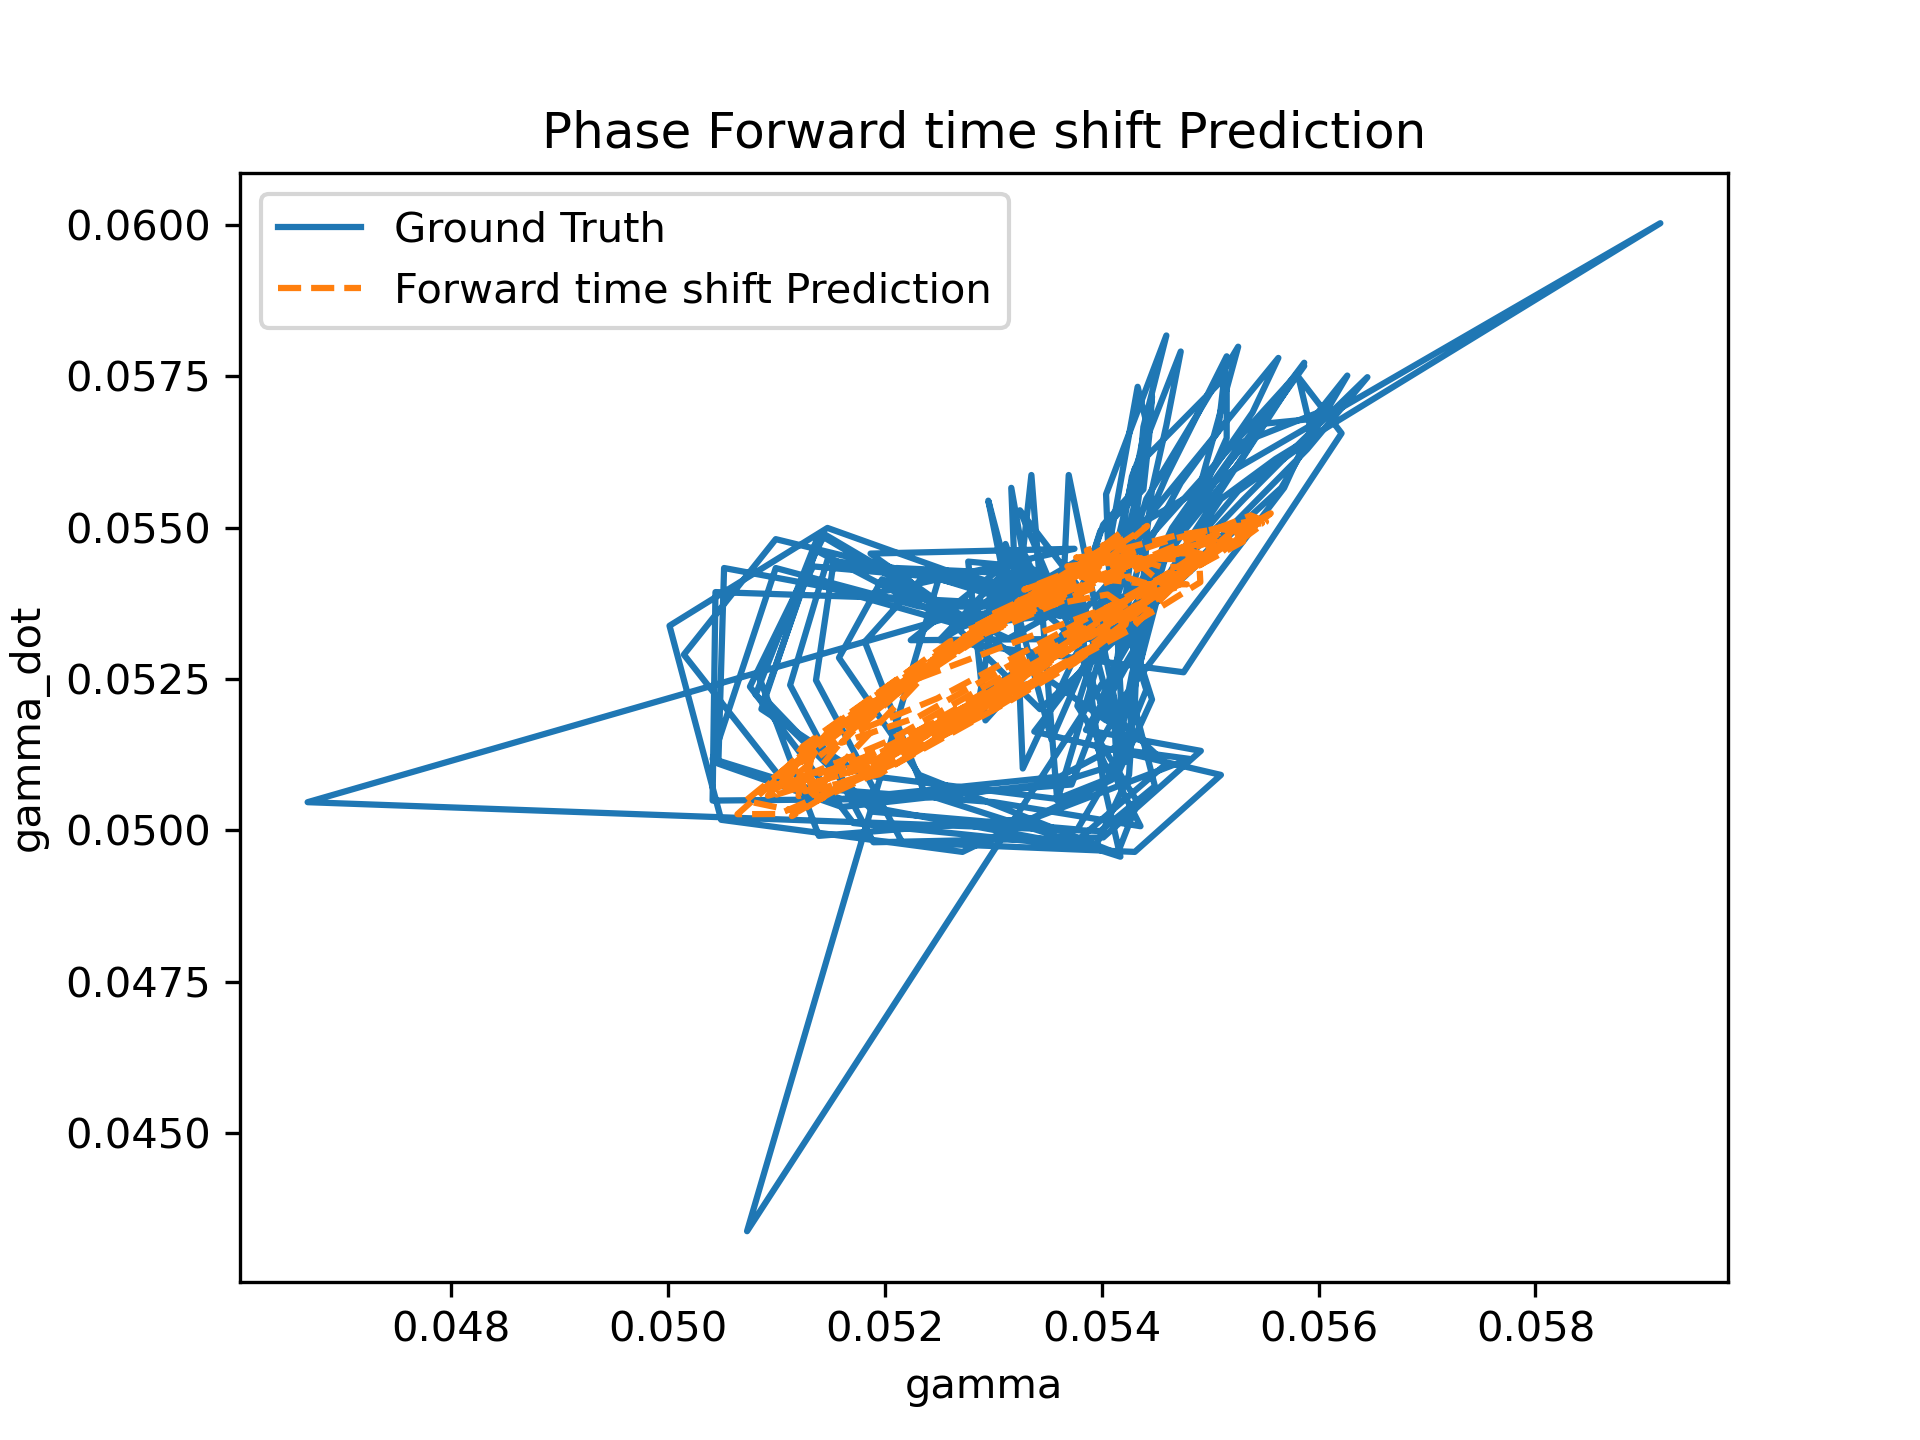 Phase Forward time shift Prediction
Ground Truth
Forward time shift Prediction
0.0600
0.0575
0.0550
0.0525
0.0500
0.0475
0.0450
gamma_dot
0.048 0.050 0.052 0.054 0.056 0.058
gamma